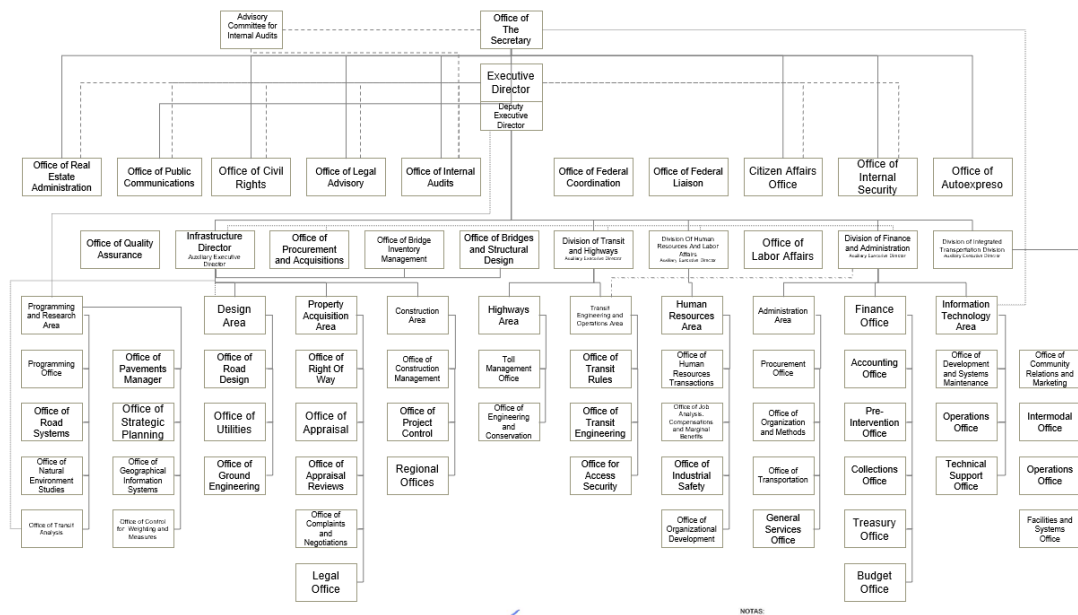 Advisory
Committee for
Internal Audits
Office of
The
Secretary
Executive
Director
Deputy
Executive
Director
Office of Real
Estate
Administration
Office of Public
Communications
Office of Civil
Rights
Office of Legal
Advisory
Office of Internal
Audits
Office of Federal
Coordination
Office of Federal
Liaison
Citizen Affairs
Office
Office of
Internal
Security
Office of
Autoexpreso
Office of Quality
Assurance
Infrastructure
Director
Auxiliary Executive
Director
Office of
Procurement
and Acquisitions
Office of Bridge
Inventory
Management
Office of Bridges
and Structural
Design
Division of Transit
and Highways
Auxiliary Executive Director
Division Of Human
Resources And Labor
Affairs
Auxiliary Executive Director
Office of
Labor Affairs
Division of Finance
and Administration
Auxiliary Executive Director
Division of Integrated
Transportation Division
Auxiliary Executive Director
Programming
and Research
Area
Design
Area
Property
Acquisition
Area
Construction
Area
Highways
Area
Transit
Engineering and
Operations Area
Human
Resources
Area
Administration
Area
Finance
Office
Information
Technology
Area
Programming
Office
Office of
Pavements
Manager
Office of
Road
Design
Office of
Right Of
Way
Office of
Construction
Management
Toll
Management
Office
Office of
Transit
Rules
Office of
Human
Resources
Transactions
Procurement
Office
Accounting
Office
Office of
Development
and Systems
Maintenance
Office of
Community
Relations and
Marketing
Office of
Road
Systems
Office of
Strategic
Planning
Office of
Utilities
Office of
Appraisal
Office of
Project
Control
Office of
Engineering
and
Conservation
Office of
Transit
Engineering
Office of Job
Analysis,
Compensations
and Marginal
Benefits
Office of
Organization
and Methods
Pre-
Intervention
Office
Operations
Office
Intermodal
Office
Office of
Natural
Environment
Studies
Office of
Geographical
Information
Systems
Office of
Ground
Engineering
Office of
Appraisal
Reviews
Regional
Offices
Office for
Access
Security
Office of
Industrial
Safety
Office of
Transportation
Collections
Office
Technical
Support
Office
Operations
Office
Office of Transit
Analysis
Office of Control
for Weighting and
Measures
Office of
Complaints
and
Negotiations
Office of
Organizational
Development
General
Services
Office
Treasury
Office
Facilities and
Systems
Office
Legal
Office
Budget
Office
NOTAS: